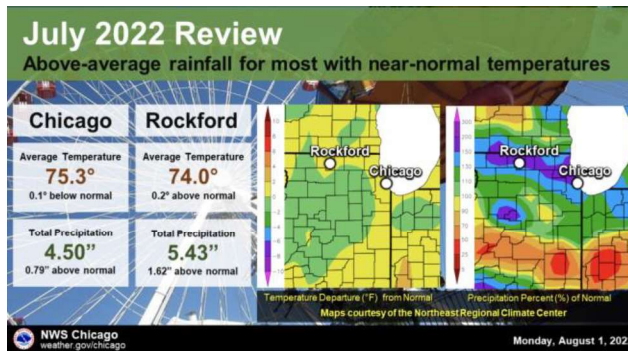 July 2022 Review
Above-average rainfall for most with near-normal temperatures
Chicago
Rockford
Average Temperature
75.3°
0.1° below normal
Average Temperature
74.0°
0.2° above normal
Total Precipitation
4.50”
0.79” above normal
Total Precipitation
5.43”
1.62” above normal
Rockford
Chicago
Rockford
Chicago
Temperature Departure (°F) from Normal
Precipitation Percent (%) of Normal
Maps courtesy of the Northeast Regional Climate Center
NWS Chicago
weather.gov/chicago
Monday, August 1, 202